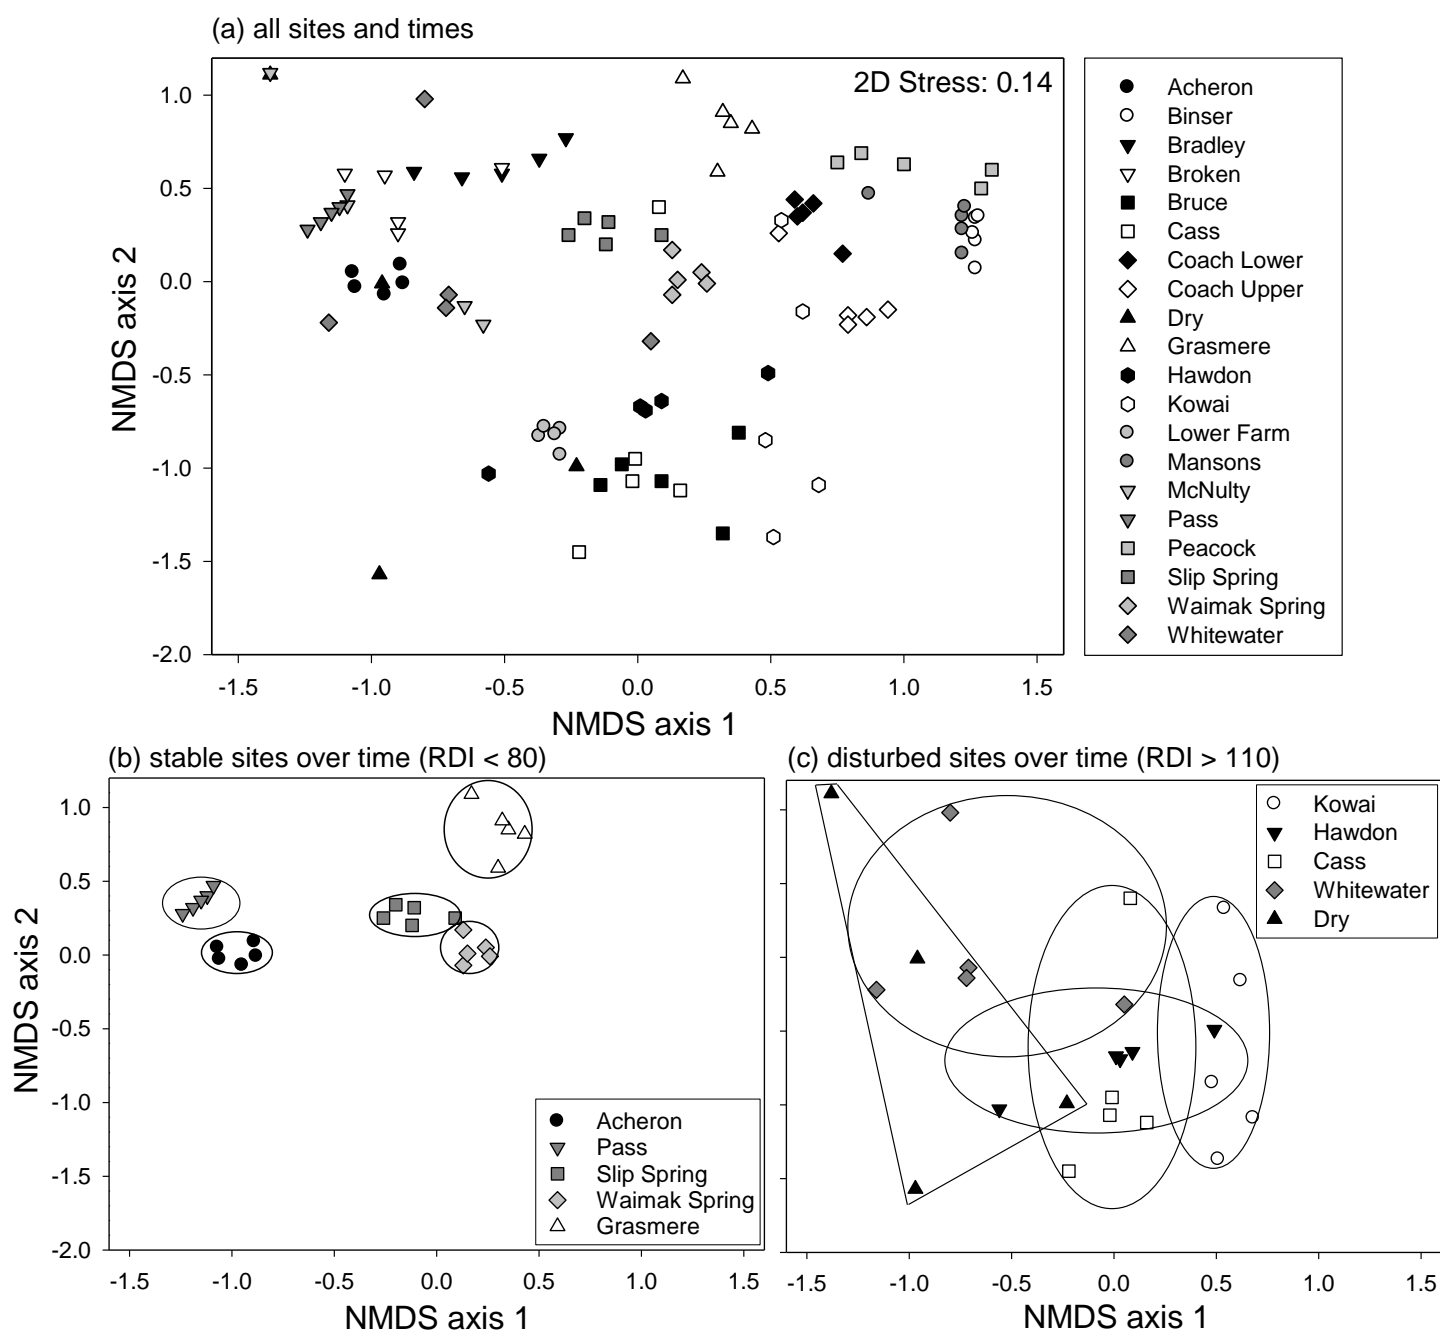 (a) all sites and times
2D Stress: 0.14
1.0
0.5
0.0
-0.5
-1.0
-1.5
-2.0
NMDS axis 2
-1.5 -1.0 -0.5 0.0 0.5 1.0 1.5
NMDS axis 1
Acheron
Binser
Bradley
Broken
Bruce
Cass
Coach Lower
Coach Upper
Dry
Grasmere
Hawdon
Kowai
Lower Farm
Mansons
McNulty
Pass
Peacock
Slip Spring
Waimak Spring
Whitewater
(b) stable sites over time (RDI < 80)
1.0
0.5
0.0
-0.5
-1.0
-1.5
-2.0
NMDS axis 2
Acheron
Pass
Slip Spring
Waimak Spring
Grasmere
-1.5 -1.0 -0.5 0.0 0.5 1.0 1.5
NMDS axis 1
(c) disturbed sites over time (RDI > 110)
Kowai
Hawdon
Cass
Whitewater
Dry
-1.5 -1.0 -0.5 0.0 0.5 1.0 1.5
NMDS axis 1